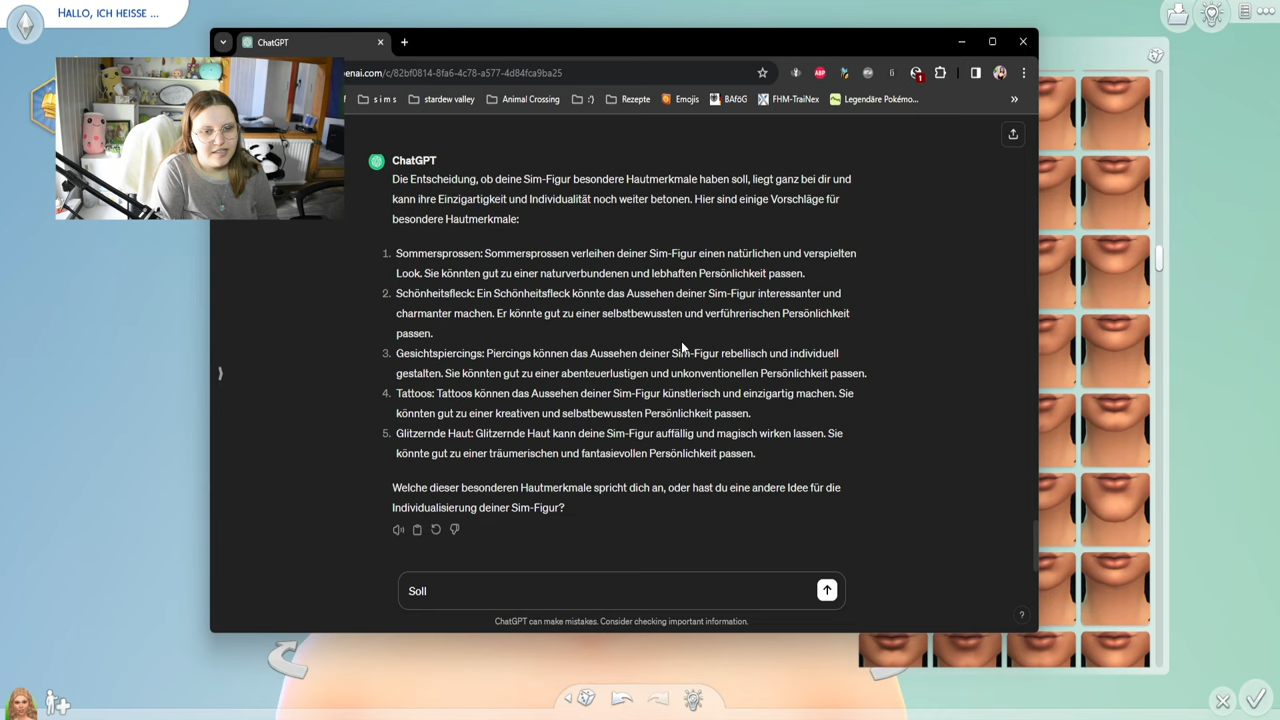 HALLO, ICH HEISSE ...
ChatGPT
enai.com/c/82bf0814-8fa6-4c78-a577-4d84fca9ba25
s i m s
stardew valley
Animal Crossing
:')
Rezepte
Emojis
BAföG
FHM-TraiNex
Legendäre Pokémo...
»
ChatGPT
Die Entscheidung, ob deine Sim-Figur besondere Hautmerkmale haben soll, liegt ganz bei dir und
kann ihre Einzigartigkeit und Individualität noch weiter betonen. Hier sind einige Vorschläge für
besondere Hautmerkmale:
1. Sommersprossen: Sommersprossen verleihen deiner Sim-Figur einen natürlichen und verspielten
Look. Sie könnten gut zu einer naturverbundenen und lebhaften Persönlichkeit passen.
2. Schönheitsfleck: Ein Schönheitsfleck könnte das Aussehen deiner Sim-Figur interessanter und
charmanter machen. Er könnte gut zu einer selbstbewussten und verführerischen Persönlichkeit
passen.
3. Gesichtspiercings: Piercings können das Aussehen deiner Sim-Figur rebellisch und individuell
gestalten. Sie könnten gut zu einer abenteuerlustigen und unkonventionellen Persönlichkeit passen.
4. Tattoos: Tattoos können das Aussehen deiner Sim-Figur künstlerisch und einzigartig machen. Sie
könnten gut zu einer kreativen und selbstbewussten Persönlichkeit passen.
5. Glitzernde Haut: Glitzernde Haut kann deine Sim-Figur auffällig und magisch wirken lassen. Sie
könnte gut zu einer träumerischen und fantasievollen Persönlichkeit passen.
Welche dieser besonderen Hautmerkmale spricht dich an, oder hast du eine andere Idee für die
Individualisierung deiner Sim-Figur?
Soll
ChatGPT can make mistakes. Consider checking important information.
?